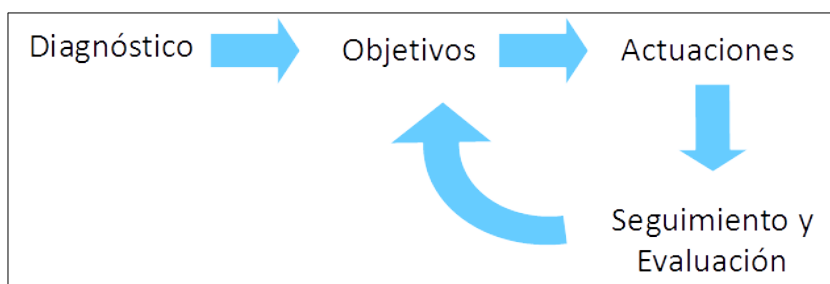 Diagnóstico
Objetivos
Actuaciones
Seguimiento y
Evaluación